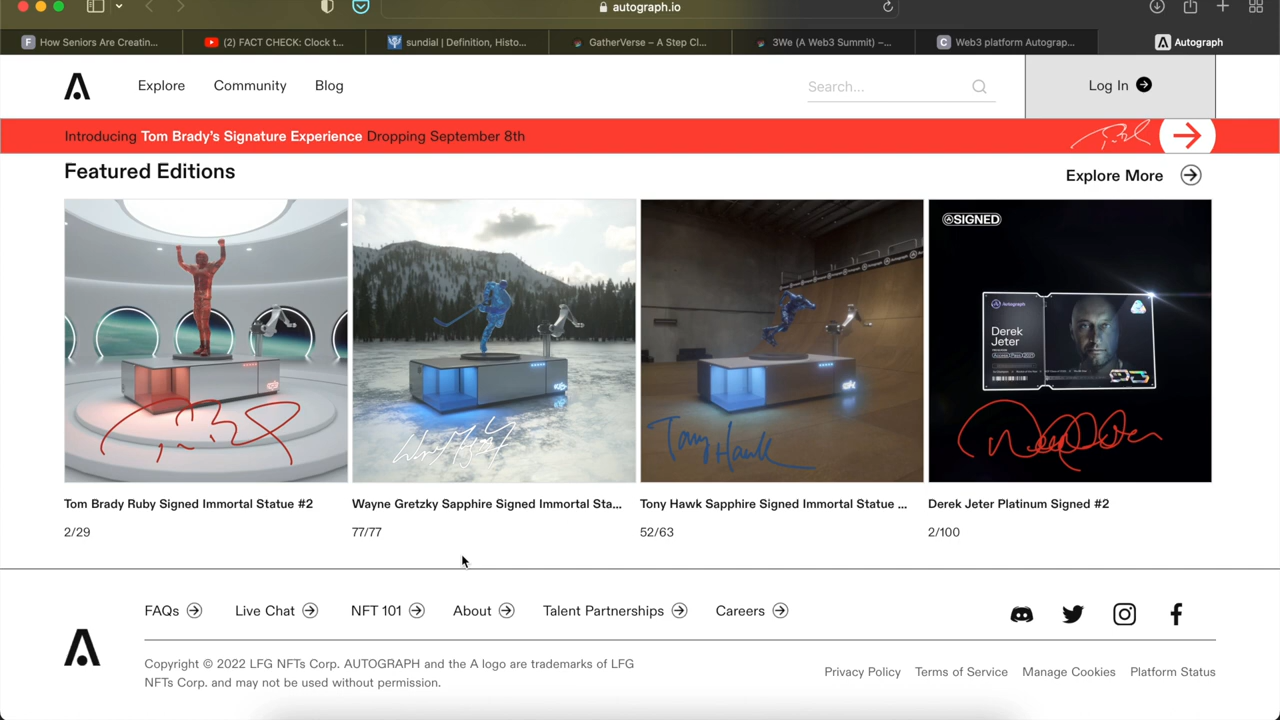 autograph.io
How Seniors Are Creatin...
(2) FACT CHECK: Clock t...
sundial | Definition, Histo...
GatherVerse – A Step Cl...
3We (A Web3 Summit) –...
Web3 platform Autograp...
Autograph
Explore
Community
Blog
Search...
Log In
Introducing Tom Brady's Signature Experience Dropping September 8th
Featured Editions
Explore More
SIGNED
Autograph
Derek
Jeter
Tony Hawk
Tom Brady Ruby Signed Immortal Statue #2
Wayne Gretzky Sapphire Signed Immortal Sta...
Tony Hawk Sapphire Signed Immortal Statue ...
Derek Jeter Platinum Signed #2
2/29
77/77
52/63
2/100
FAQs
Live Chat
NFT 101
About
Talent Partnerships
Careers
Copyright © 2022 LFG NFTs Corp. AUTOGRAPH and the A logo are trademarks of LFG
NFTs Corp. and may not be used without permission.
Privacy Policy
Terms of Service
Manage Cookies
Platform Status